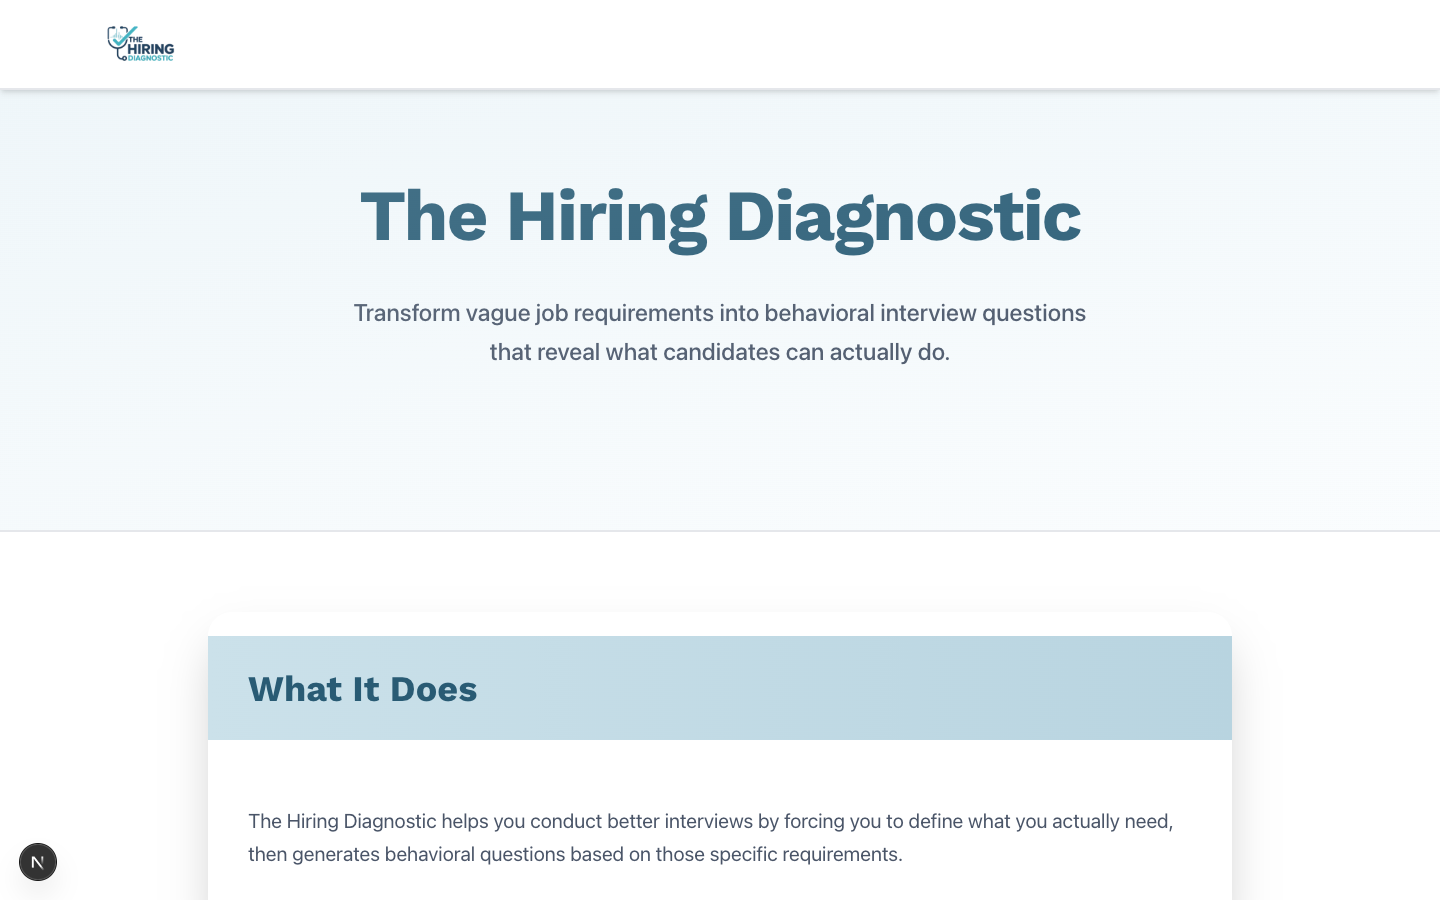 THE
HIRING
DIAGNOSTIC
The Hiring Diagnostic
Transform vague job requirements into behavioral interview questions
that reveal what candidates can actually do.
What It Does
The Hiring Diagnostic helps you conduct better interviews by forcing you to define what you actually need,
then generates behavioral questions based on those specific requirements.
N